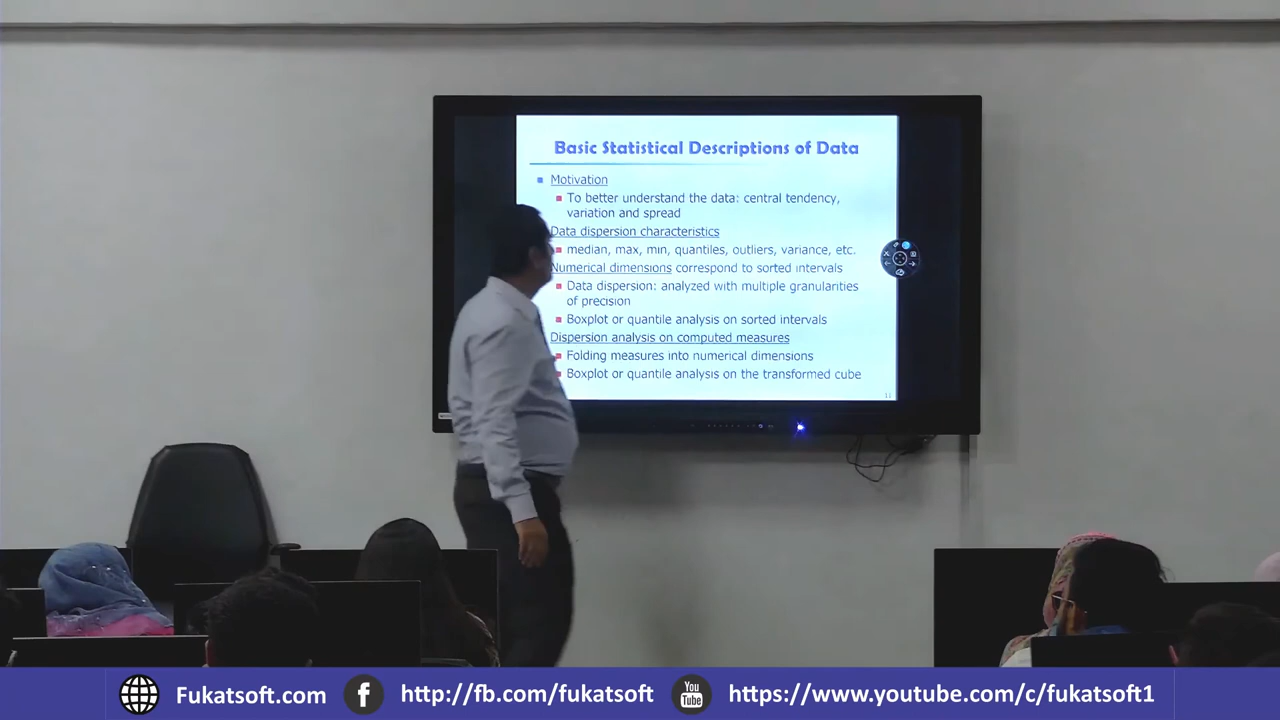 Basic Statistical Descriptions of Data
Motivation
To better understand the data: central tendency,
variation and spread
Data dispersion characteristics
median, max, min, quantiles, outliers, variance, etc.
Numerical dimensions correspond to sorted intervals
Data dispersion: analyzed with multiple granularities
of precision
Boxplot or quantile analysis on sorted intervals
Dispersion analysis on computed measures
Folding measures into numerical dimensions
Boxplot or quantile analysis on the transformed cube
11
Fukatsoft.com
http://fb.com/fukatsoft
You
Tube
https://www.youtube.com/c/fukatsoft1